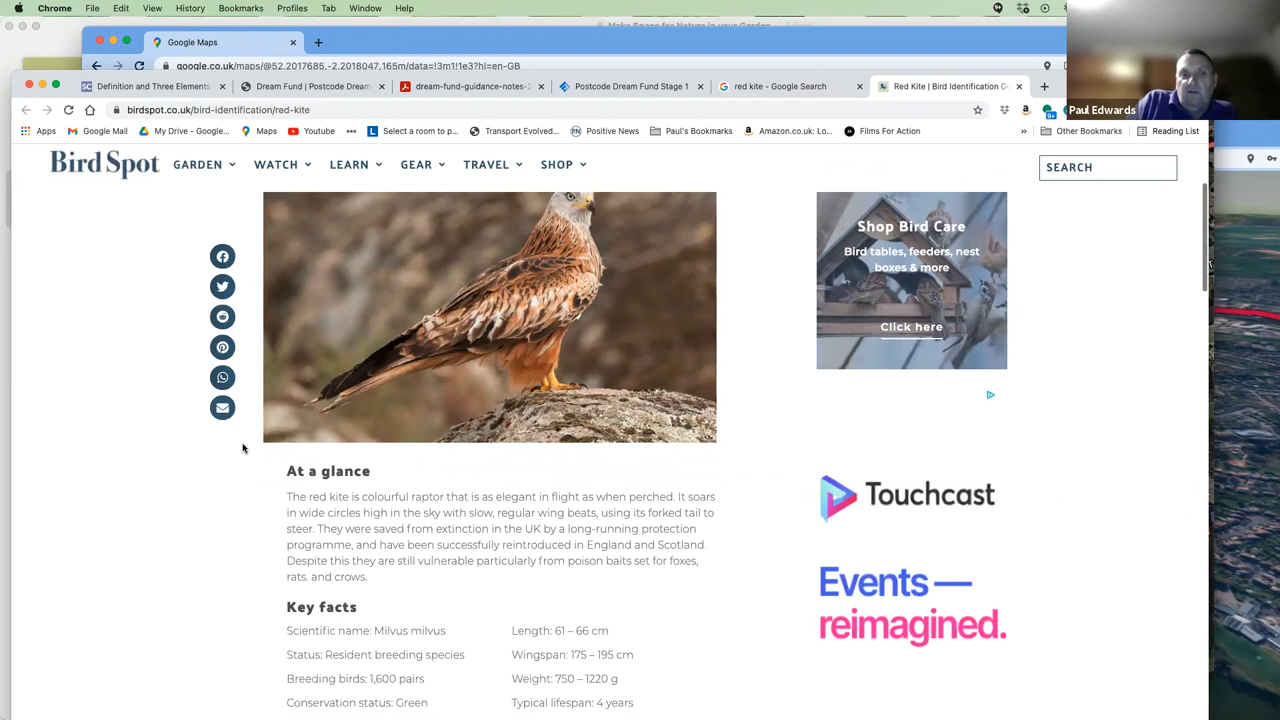 Chrome File Edit View History Bookmarks Profiles Tab Window Help
Google Maps
google.co.uk/maps/@52.2017685,-2.2018047,165m/data=!3m1!1e3?hl=en-GB
Definition and Three Elements Dream Fund | Postcode Dream dream-fund-guidance-notes-2 Postcode Dream Fund Stage 1 red kite - Google Search Red Kite | Bird Identification G
Paul Edwards
birdspot.co.uk/bird-identification/red-kite
Apps Google Mail My Drive - Google... Maps Youtube Select a room to p... Transport Evolved... Positive News Paul's Bookmarks Amazon.co.uk: Lo... Films For Action » Other Bookmarks Reading List
Bird Spot GARDEN WATCH LEARN GEAR TRAVEL SHOP SEARCH
Shop Bird Care
Bird tables, feeders, nest
boxes & more
Click here
At a glance
The red kite is colourful raptor that is as elegant in flight as when perched. It soars
in wide circles high in the sky with slow, regular wing beats, using its forked tail to
steer. They were saved from extinction in the UK by a long-running protection
programme, and have been successfully reintroduced in England and Scotland.
Despite this they are still vulnerable particularly from poison baits set for foxes,
rats. and crows.
Touchcast
Events —
reimagined.
Key facts
Scientific name: Milvus milvus Length: 61 – 66 cm
Status: Resident breeding species Wingspan: 175 – 195 cm
Breeding birds: 1,600 pairs Weight: 750 – 1220 g
Conservation status: Green Typical lifespan: 4 years